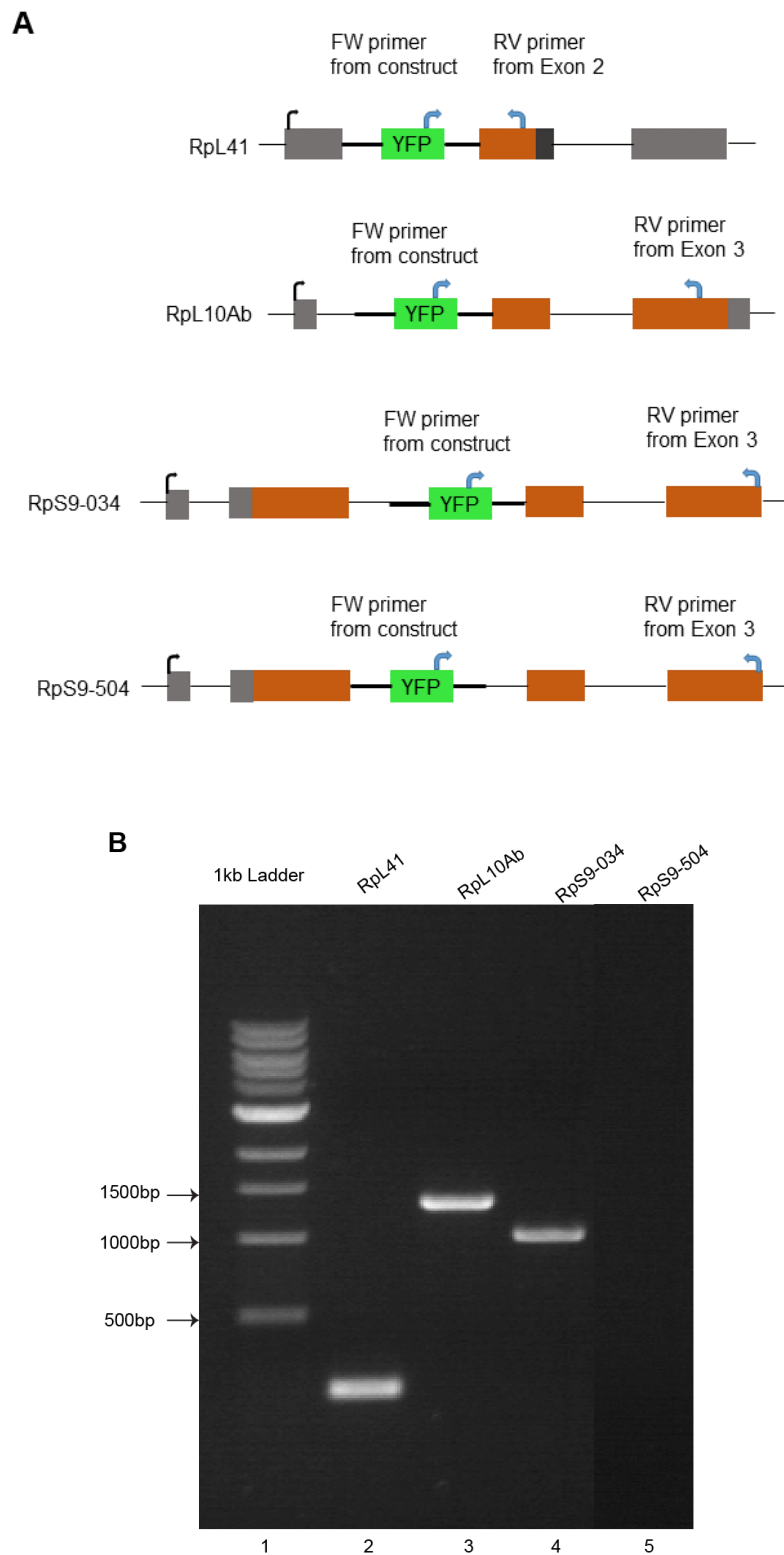 A
FW primer
from construct
RV primer
from Exon 2
RpL41
YFP
FW primer
from construct
RV primer
from Exon 3
RpL10Ab
YFP
FW primer
from construct
RV primer
from Exon 3
RpS9-034
YFP
FW primer
from construct
RV primer
from Exon 3
RpS9-504
YFP
B
1kb Ladder
RpL41
RpL10Ab
RpS9-034
RpS9-504
1500bp
1000bp
500bp
1 2 3 4 5